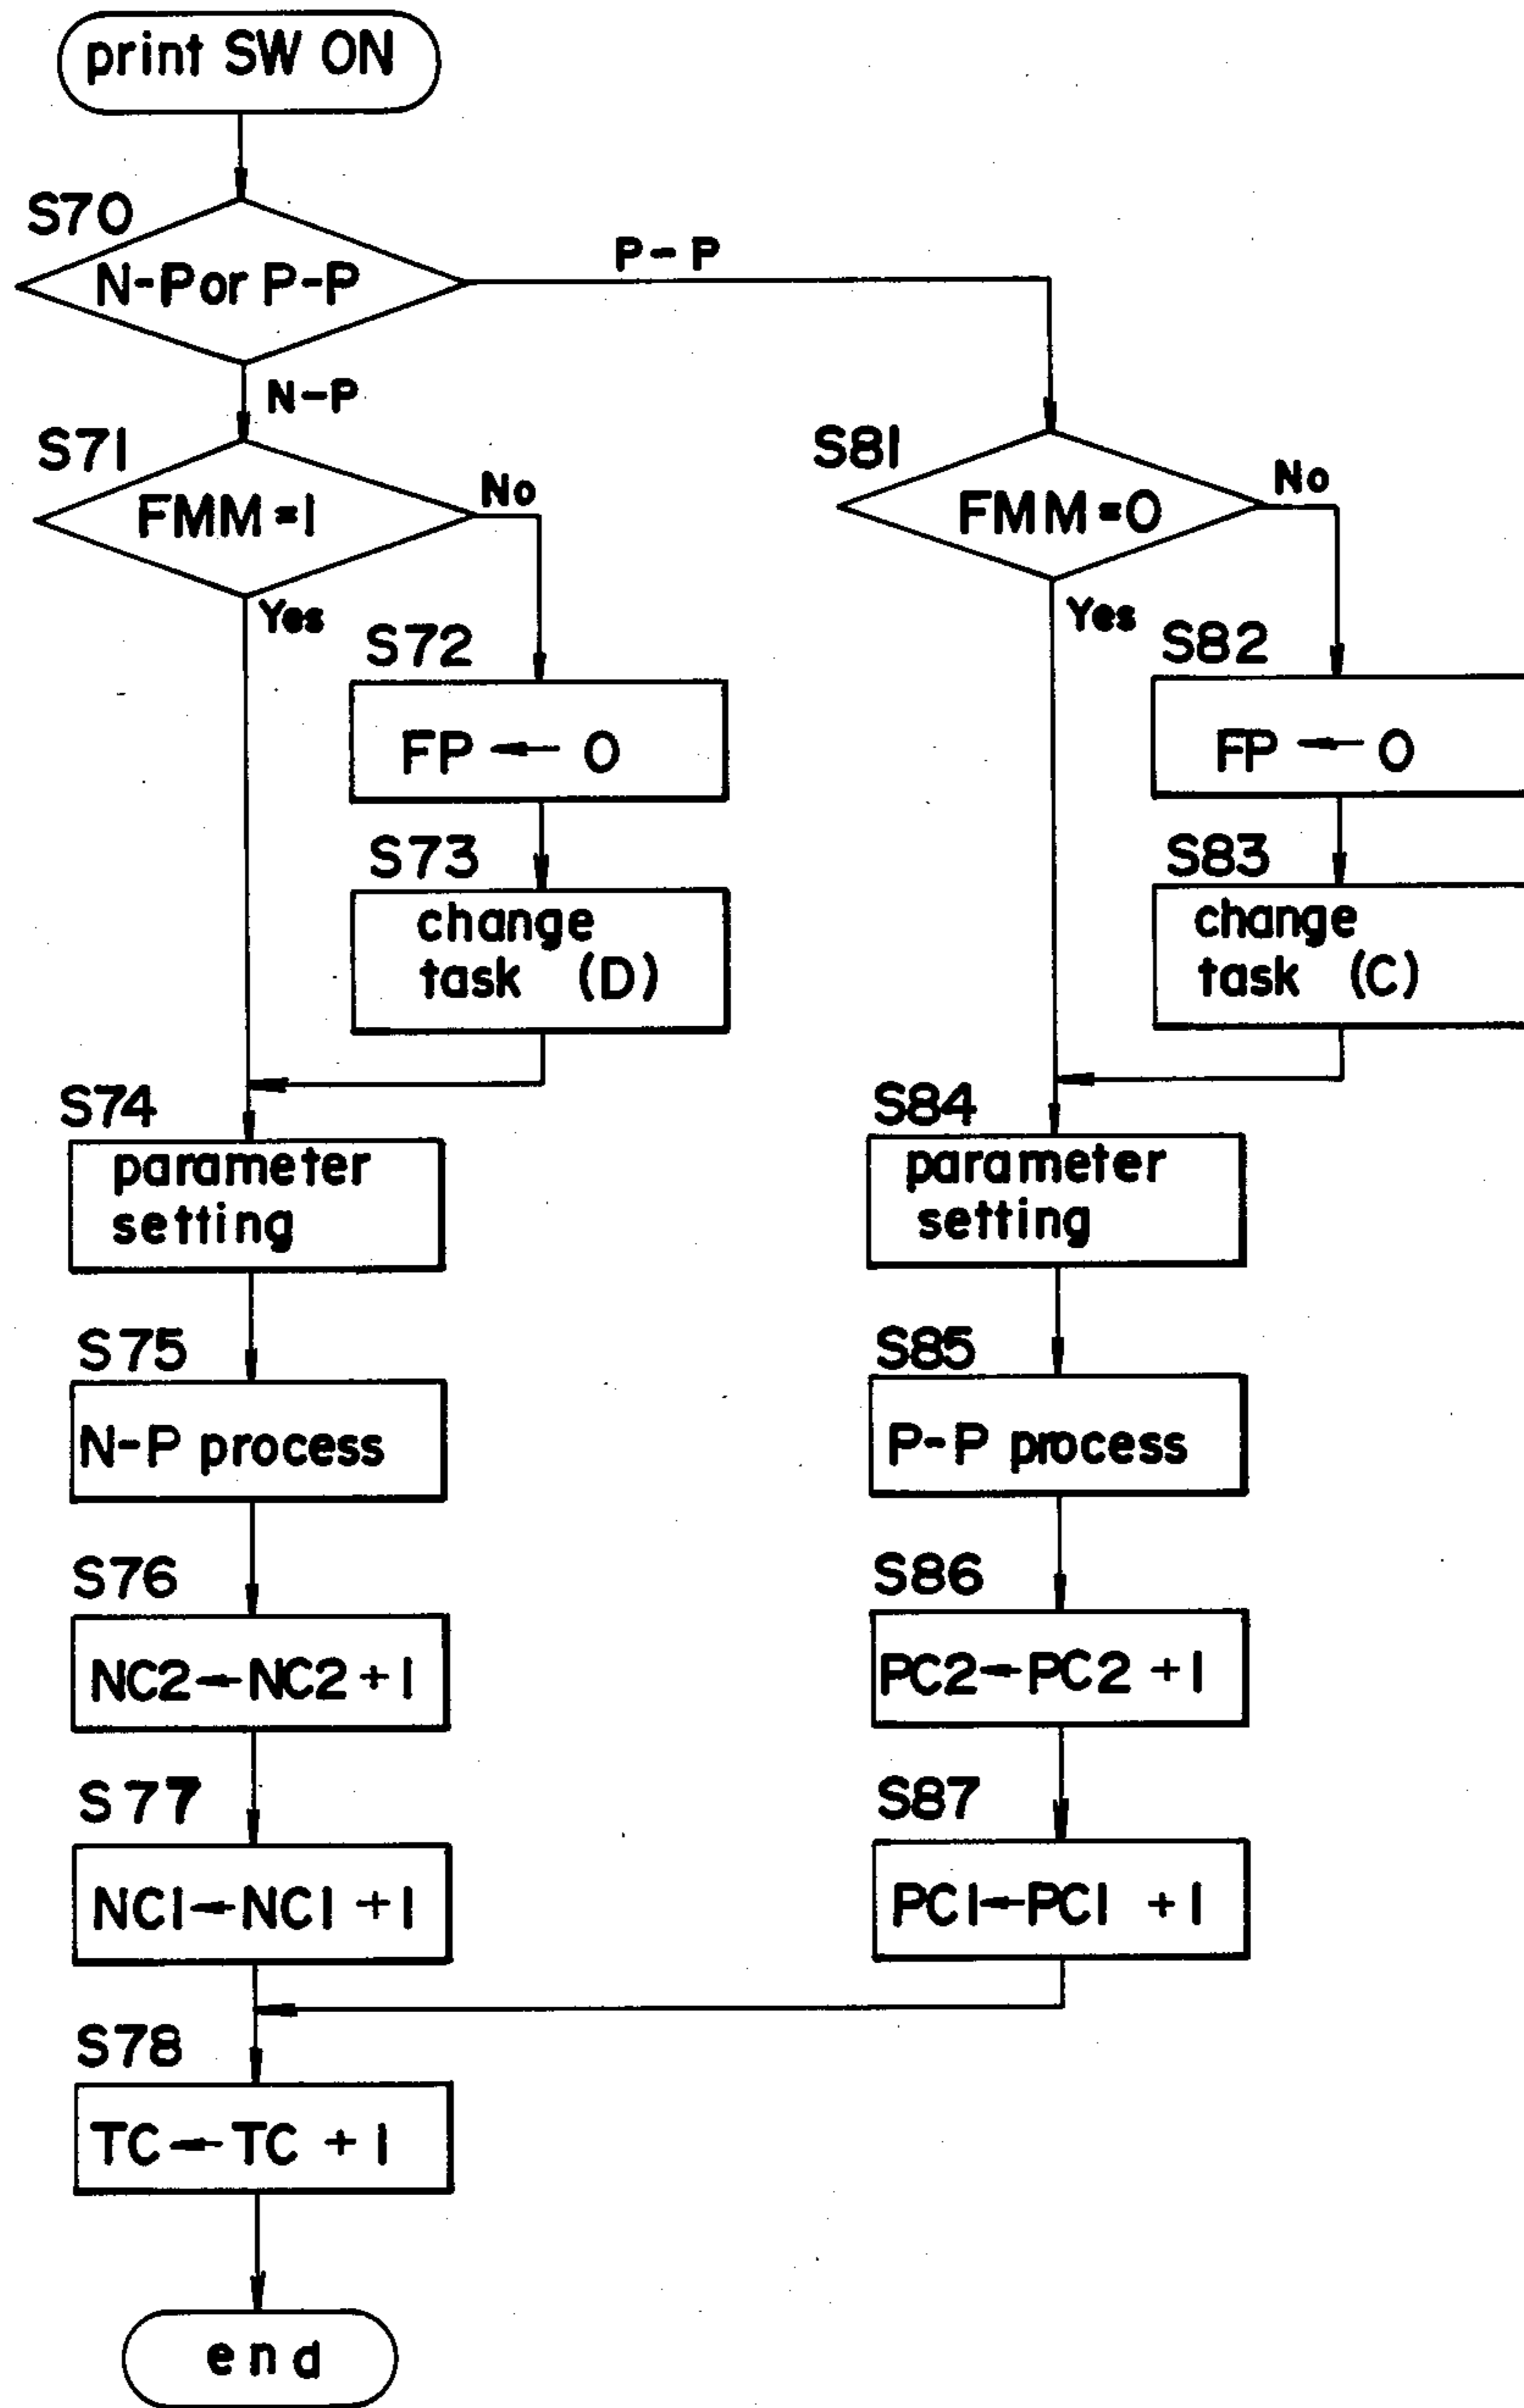 print SW ON
S70
N-P or P-P
P-P
N-P
S71
FMM=1
No
Yes
S72
FP ← 0
S73
change
task (D)
S74
parameter
setting
S75
N-P process
S76
NC2←NC2+1
S77
NC1←NC1+1
S78
TC←TC+1
end
S81
FMM=0
No
Yes
S82
FP ← 0
S83
change
task (C)
S84
parameter
setting
S85
P-P process
S86
PC2←PC2+1
S87
PC1←PC1+1